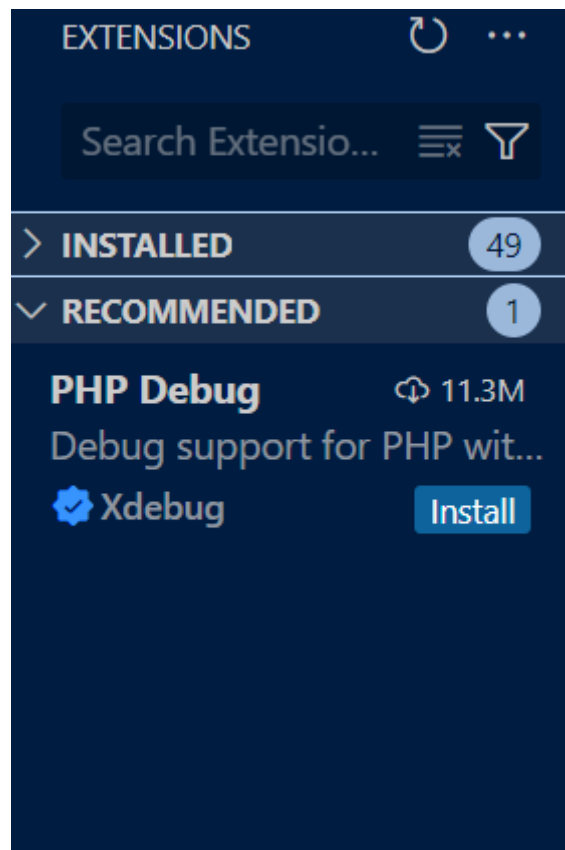 EXTENSIONS
Search Extensio...
INSTALLED 49
RECOMMENDED 1
PHP Debug 11.3M
Debug support for PHP wit...
Xdebug Install